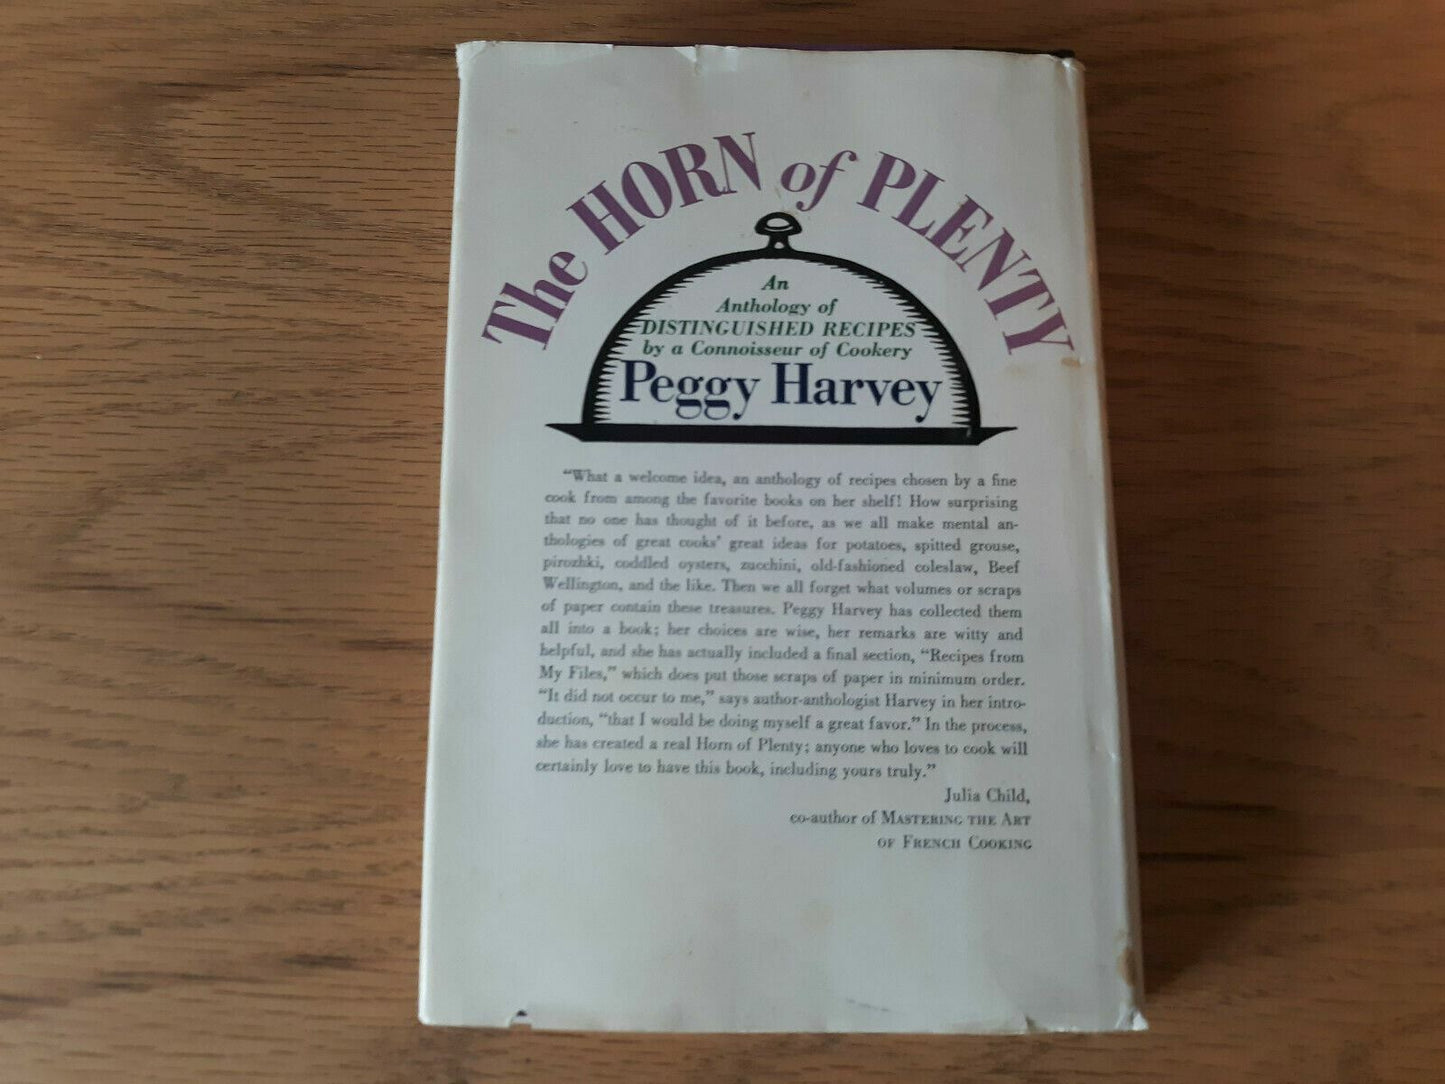 The HORN of PLENTY
An
Anthology of
DISTINGUISHED RECIPES
by a Connoisseur of Cookery
Peggy Harvey
“What a welcome idea, an anthology of recipes chosen by a fine
cook from among the favorite books on her shelf! How surprising
that no one has thought of it before, as we all make mental an-
thologies of great cooks’ great ideas for potatoes, spitted grouse,
pirozhki, coddled oysters, zucchini, old-fashioned coleslaw, Beef
Wellington, and the like. Then we all forget what volumes or scraps
of paper contain these treasures. Peggy Harvey has collected them
all into a book; her choices are wise, her remarks are witty and
helpful, and she has actually included a final section, “Recipes from
My Files,” which does put those scraps of paper in minimum order.
“It did not occur to me,” says author-anthologist Harvey in her intro-
duction, “that I would be doing myself a great favor.” In the process,
she has created a real Horn of Plenty; anyone who loves to cook will
certainly love to have this book, including yours truly.”
Julia Child,
co-author of MASTERING THE ART
OF FRENCH COOKING